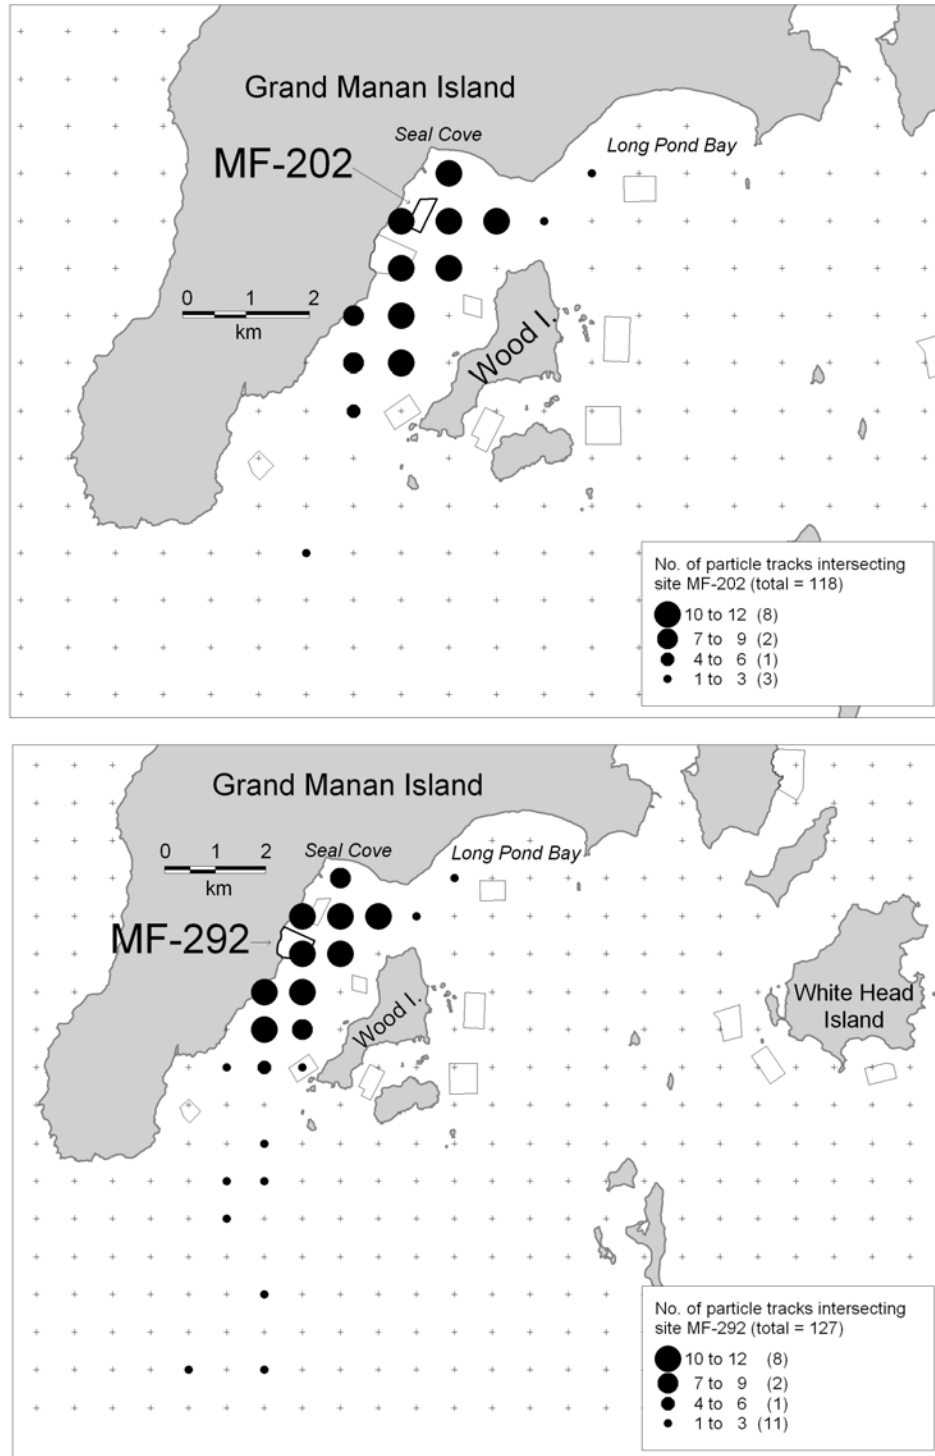 Grand Manan Island
Seal Cove
Long Pond Bay
MF-202
0 1 2
km
Wood I.
No. of particle tracks intersecting
site MF-202 (total = 118)
10 to 12 (8)
7 to 9 (2)
4 to 6 (1)
1 to 3 (3)
Grand Manan Island
0 1 2
km
Seal Cove
Long Pond Bay
MF-292
White Head
Island
Wood I.
No. of particle tracks intersecting
site MF-292 (total = 127)
10 to 12 (8)
7 to 9 (2)
4 to 6 (1)
1 to 3 (11)